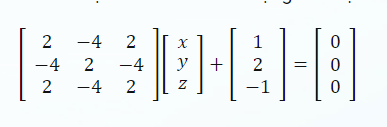 [2 −4 2; −4 2 −4; 2 −4 2] [x; y; z] + [1; 2; −1] = [0; 0; 0]